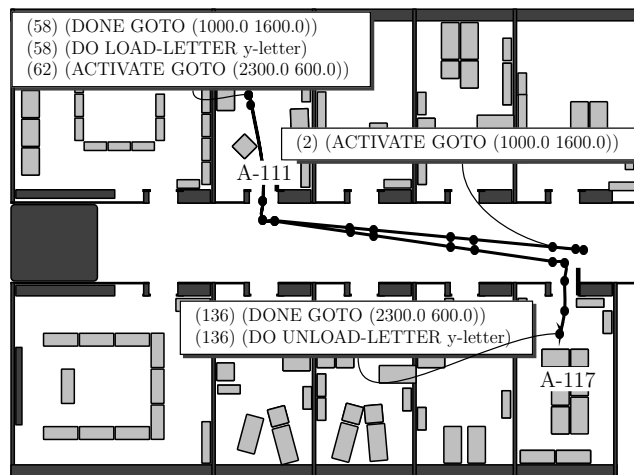 (58) (DONE GOTO (1000.0 1600.0))
(58) (DO LOAD-LETTER y-letter)
(62) (ACTIVATE GOTO (2300.0 600.0))
(2) (ACTIVATE GOTO (1000.0 1600.0))
A-111
(136) (DONE GOTO (2300.0 600.0))
(136) (DO UNLOAD-LETTER y-letter)
A-117